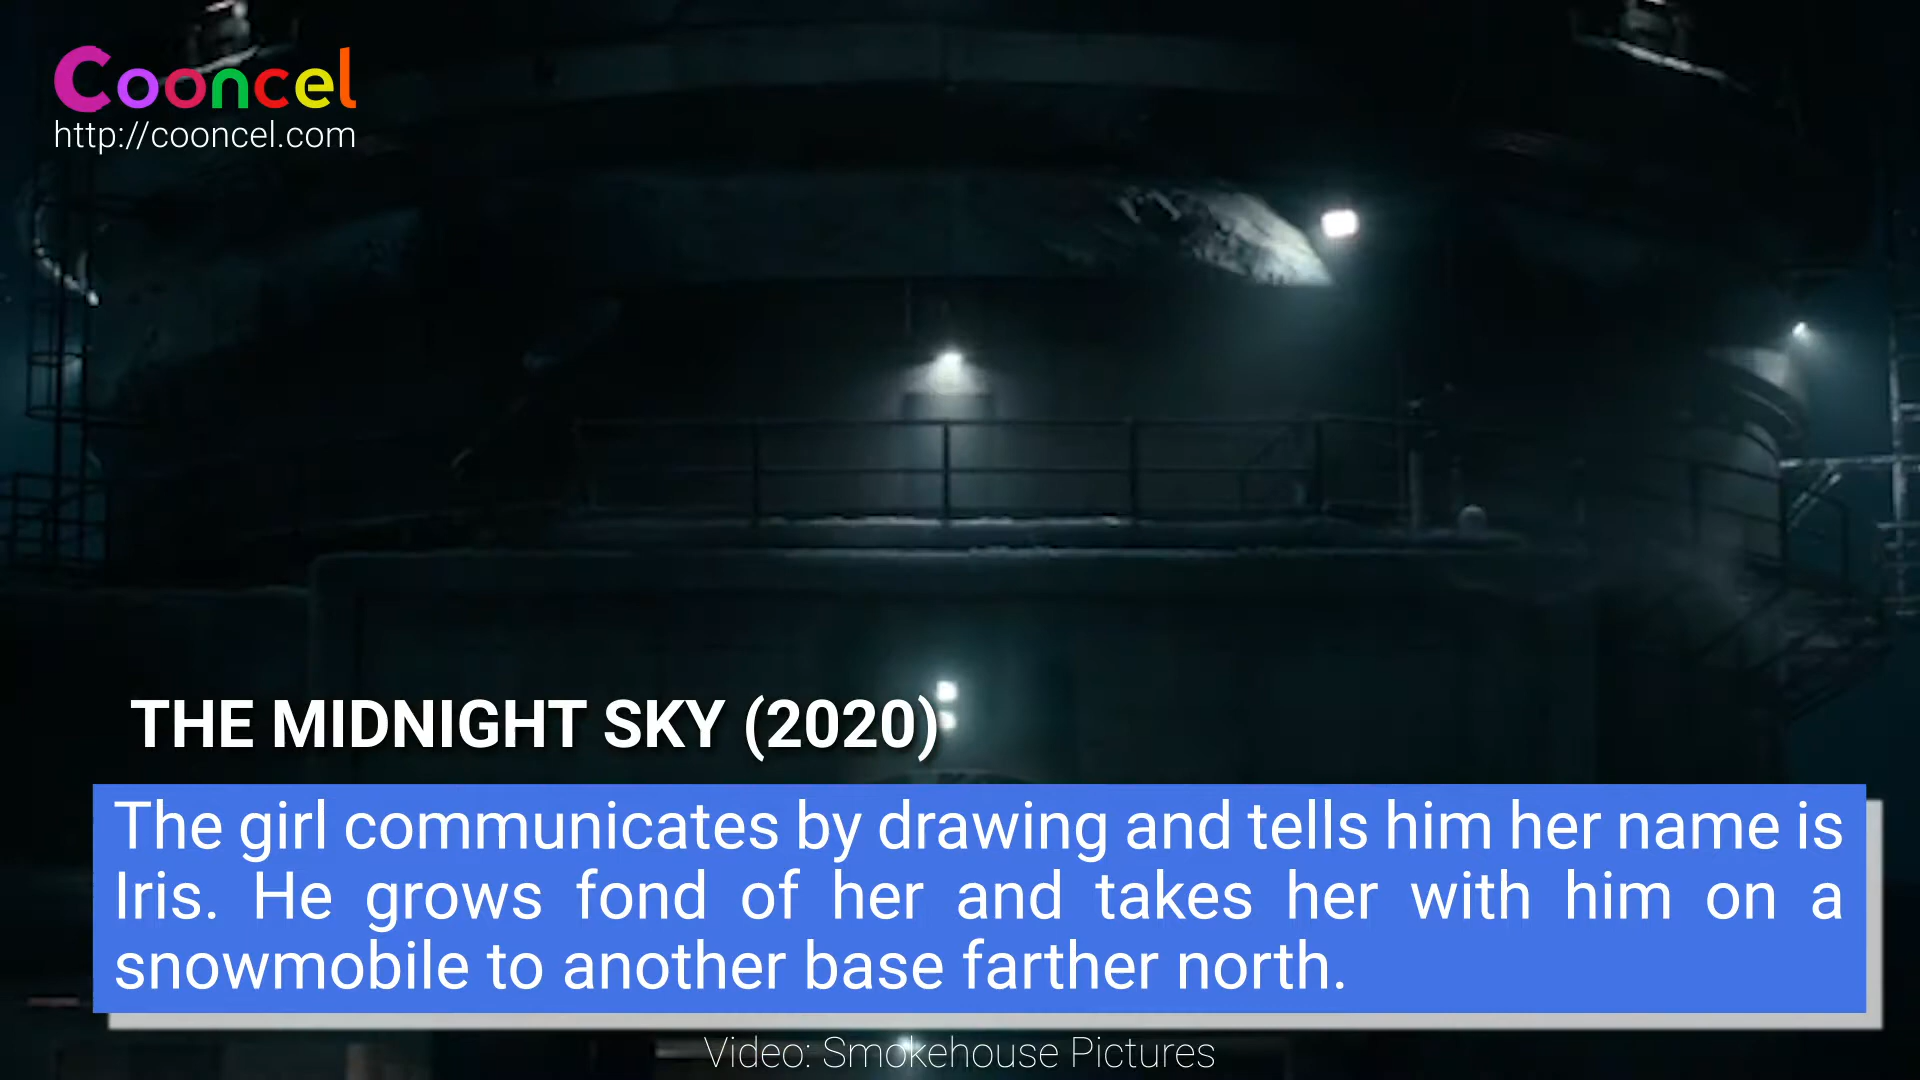 Cooncel
http://cooncel.com
THE MIDNIGHT SKY (2020)
The girl communicates by drawing and tells him her name is
Iris. He grows fond of her and takes her with him on a
snowmobile to another base farther north.
Video: Smokehouse Pictures